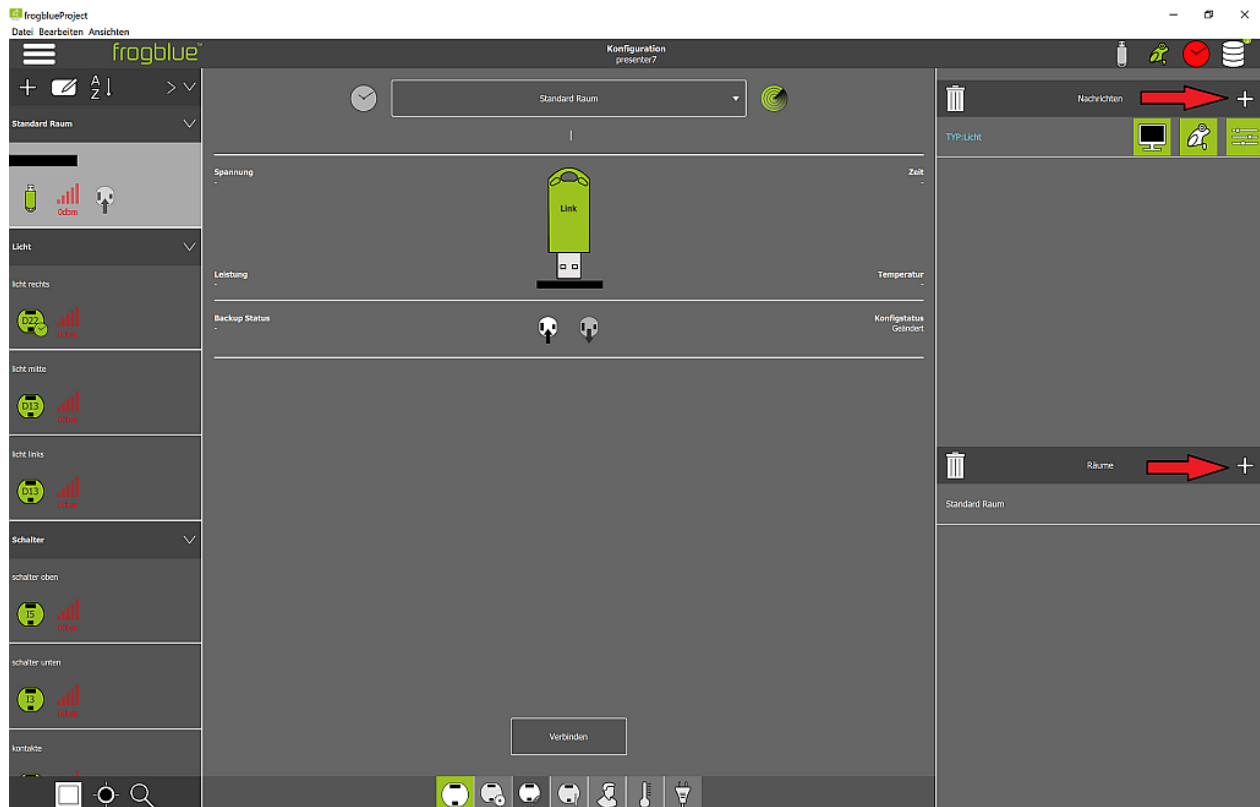 frogblueProject
Datei Bearbeiten Ansichten
frogblue™
Konfiguration
presenter7
A
Z
Standard Raum
0dbm
Licht
licht rechts
D22
licht mitte
D13
licht links
D13
Schalter
schalter oben
I5
schalter unten
I3
kontakte
Standard Raum
Spannung
-
Zeit
-
Link
Leistung
-
Temperatur
-
Backup Status
-
Konfigstatus
Geändert
Verbinden
Nachrichten
TYP:Licht
Räume
Standard Raum